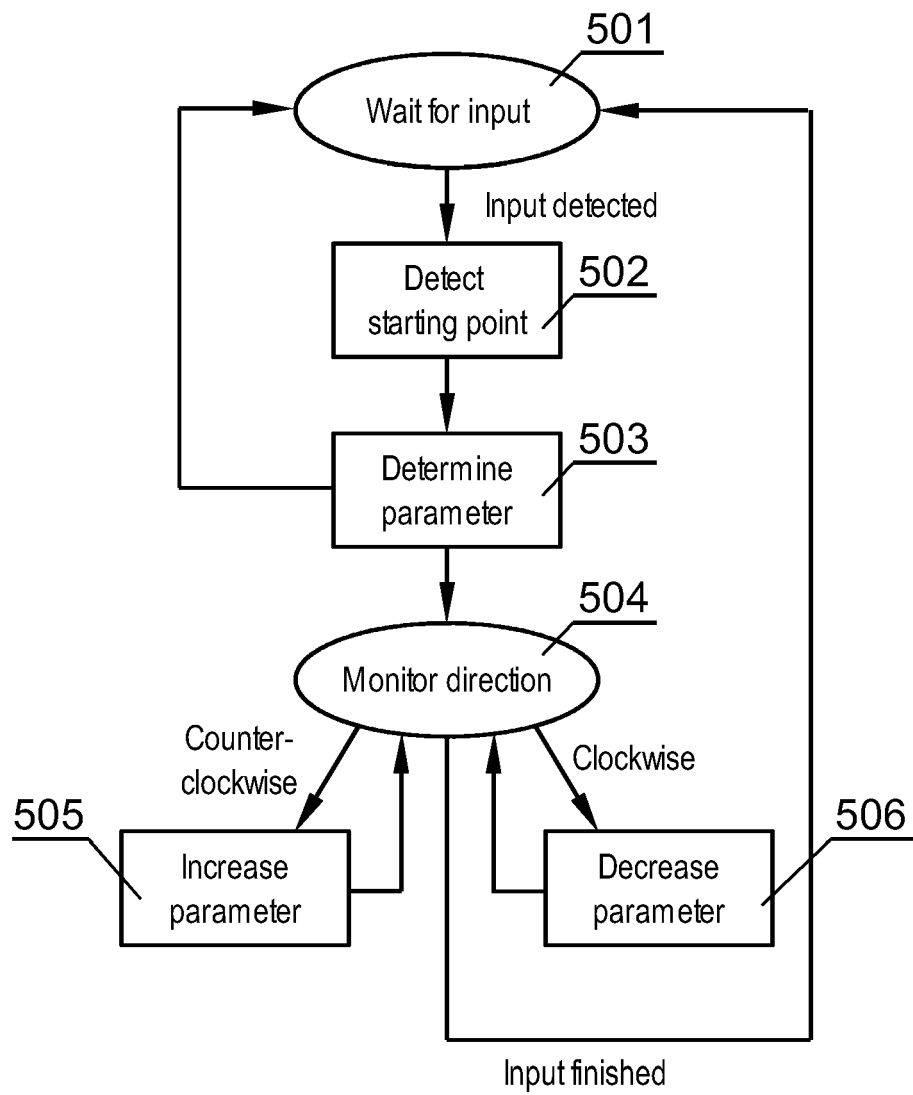 501
Wait for input
Input detected
Detect
starting point
502
503
Determine
parameter
504
Monitor direction
Counter-
clockwise
Clockwise
505
Increase
parameter
506
Decrease
parameter
Input finished